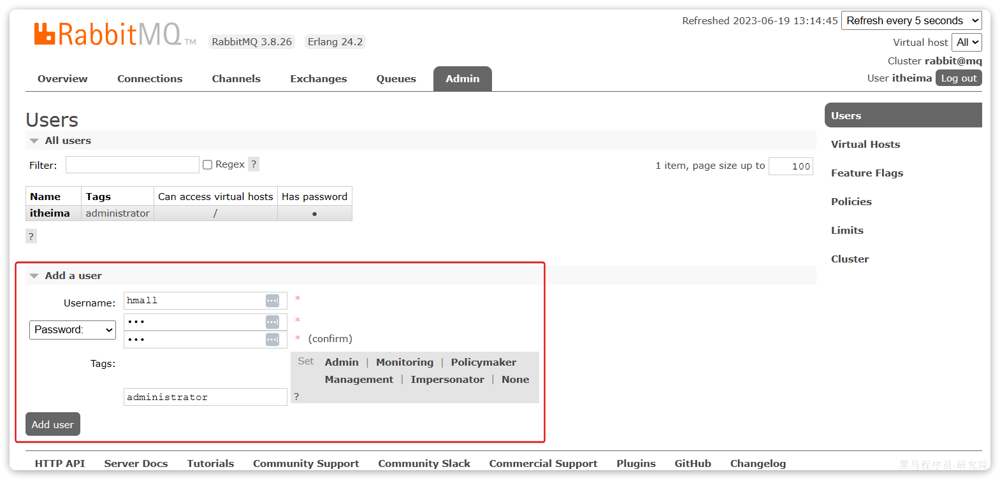 Refreshed 2023-06-19 13:14:45 Refresh every 5 seconds
RabbitMQ TM RabbitMQ 3.8.26 Erlang 24.2
Virtual host All
Cluster rabbit@mq
User itheima Log out
Overview Connections Channels Exchanges Queues Admin
Users
All users
Filter: Regex ? 1 item, page size up to 100
Name Tags Can access virtual hosts Has password
itheima administrator / ●
?
Users
Virtual Hosts
Feature Flags
Policies
Limits
Cluster
Add a user
Username: hmall *
Password: ••• *
••• * (confirm)
Tags: Set Admin | Monitoring | Policymaker
Management | Impersonator | None
administrator ?
Add user
HTTP API Server Docs Tutorials Community Support Community Slack Commercial Support Plugins GitHub Changelog
黑马程序员-研究院